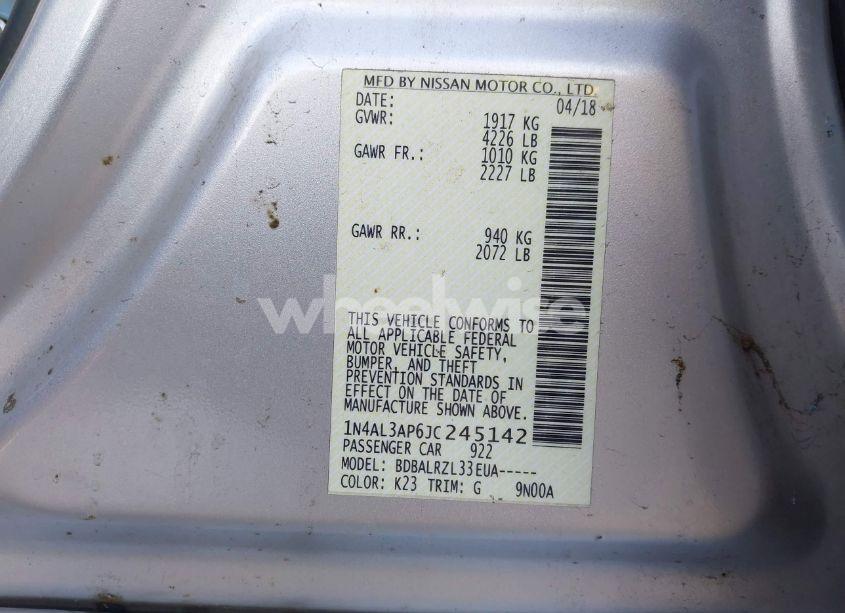 MFD BY NISSAN MOTOR CO., LTD.
DATE: 04/18
GVWR: 1917 KG
4226 LB
GAWR FR.: 1010 KG
2227 LB
GAWR RR.: 940 KG
2072 LB
wheelwise
THIS VEHICLE CONFORMS TO
ALL APPLICABLE FEDERAL
MOTOR VEHICLE SAFETY,
BUMPER, AND THEFT
PREVENTION STANDARDS IN
EFFECT ON THE DATE OF
MANUFACTURE SHOWN ABOVE.
1N4AL3AP6JC245142
PASSENGER CAR 922
MODEL: BDBALRZL33EUA-----
COLOR: K23 TRIM: G 9N00A